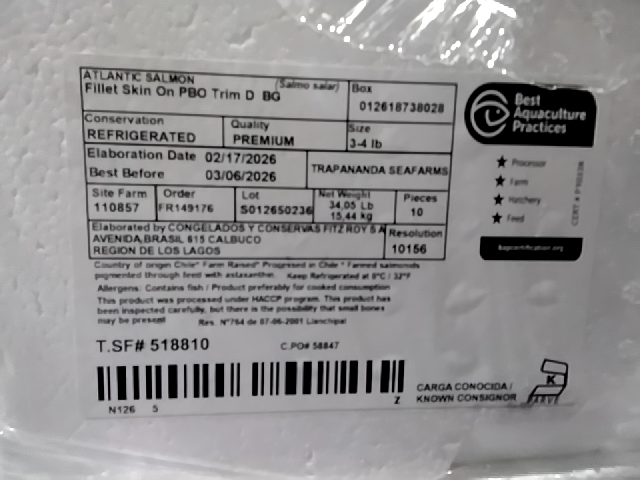 ATLANTIC SALMON
(Salmo salar)
Fillet Skin On PBO Trim D BG
Box
012618738028
Conservation
REFRIGERATED
Quality
PREMIUM
Size
3-4 lb
Elaboration Date 02/17/2026
Best Before 03/06/2026
TRAPANANDA SEAFARMS
Site Farm
110857
Order
FR149176
Lot
S012650236
Net Weight
34,05 Lb
15,44 kg
Pieces
10
Elaborated by CONGELADOS Y CONSERVAS FITZ ROY S A
AVENIDA BRASIL 615 CALBUCO
REGION DE LOS LAGOS
Resolution
10156
Country of origin Chile* Farm Raised* Processed in Chile * Farmed salmonids
pigmented through feed with astaxanthin. Keep Refrigerated at 0°C / 32°F
Allergens: Contains fish / Product preferably for cooked consumption
This product was processed under HACCP program. This product has
been inspected carefully, but there is the possibility that small bones
may be present Res. N°764 de 07-06-2001 Llanchipal
T.SF# 518810
C.PO# 58847
N126 5
Z
CARGA CONOCIDA /
KNOWN CONSIGNOR
K
PARVE
Best
Aquaculture
Practices
Processor
Farm
Hatchery
Feed
bapcertification.org